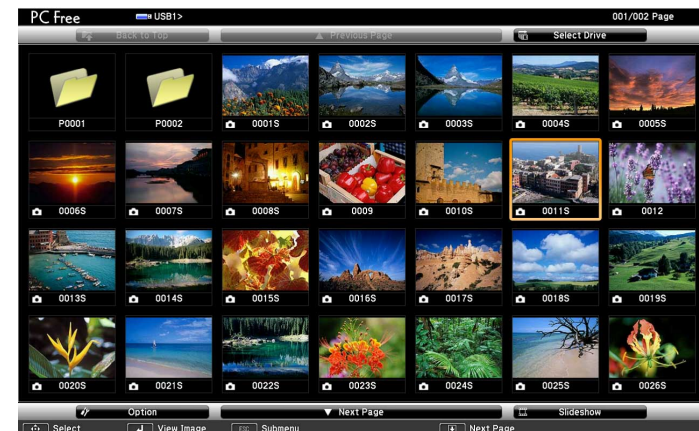 PC Free USB1> 001/002 Page
Back to Top ▲ Previous Page Select Drive
P0001 P0002 0001S 0002S 0003S 0004S 0005S
0006S 0007S 0008S 0009 0010S 0011S 0012
0013S 0014S 0015S 0016S 0017S 0018S 0019S
0020S 0021S 0022S 0023S 0024S 0025S 0026S
Option ▼ Next Page Slideshow
Select View Image ESC Submenu Next Page